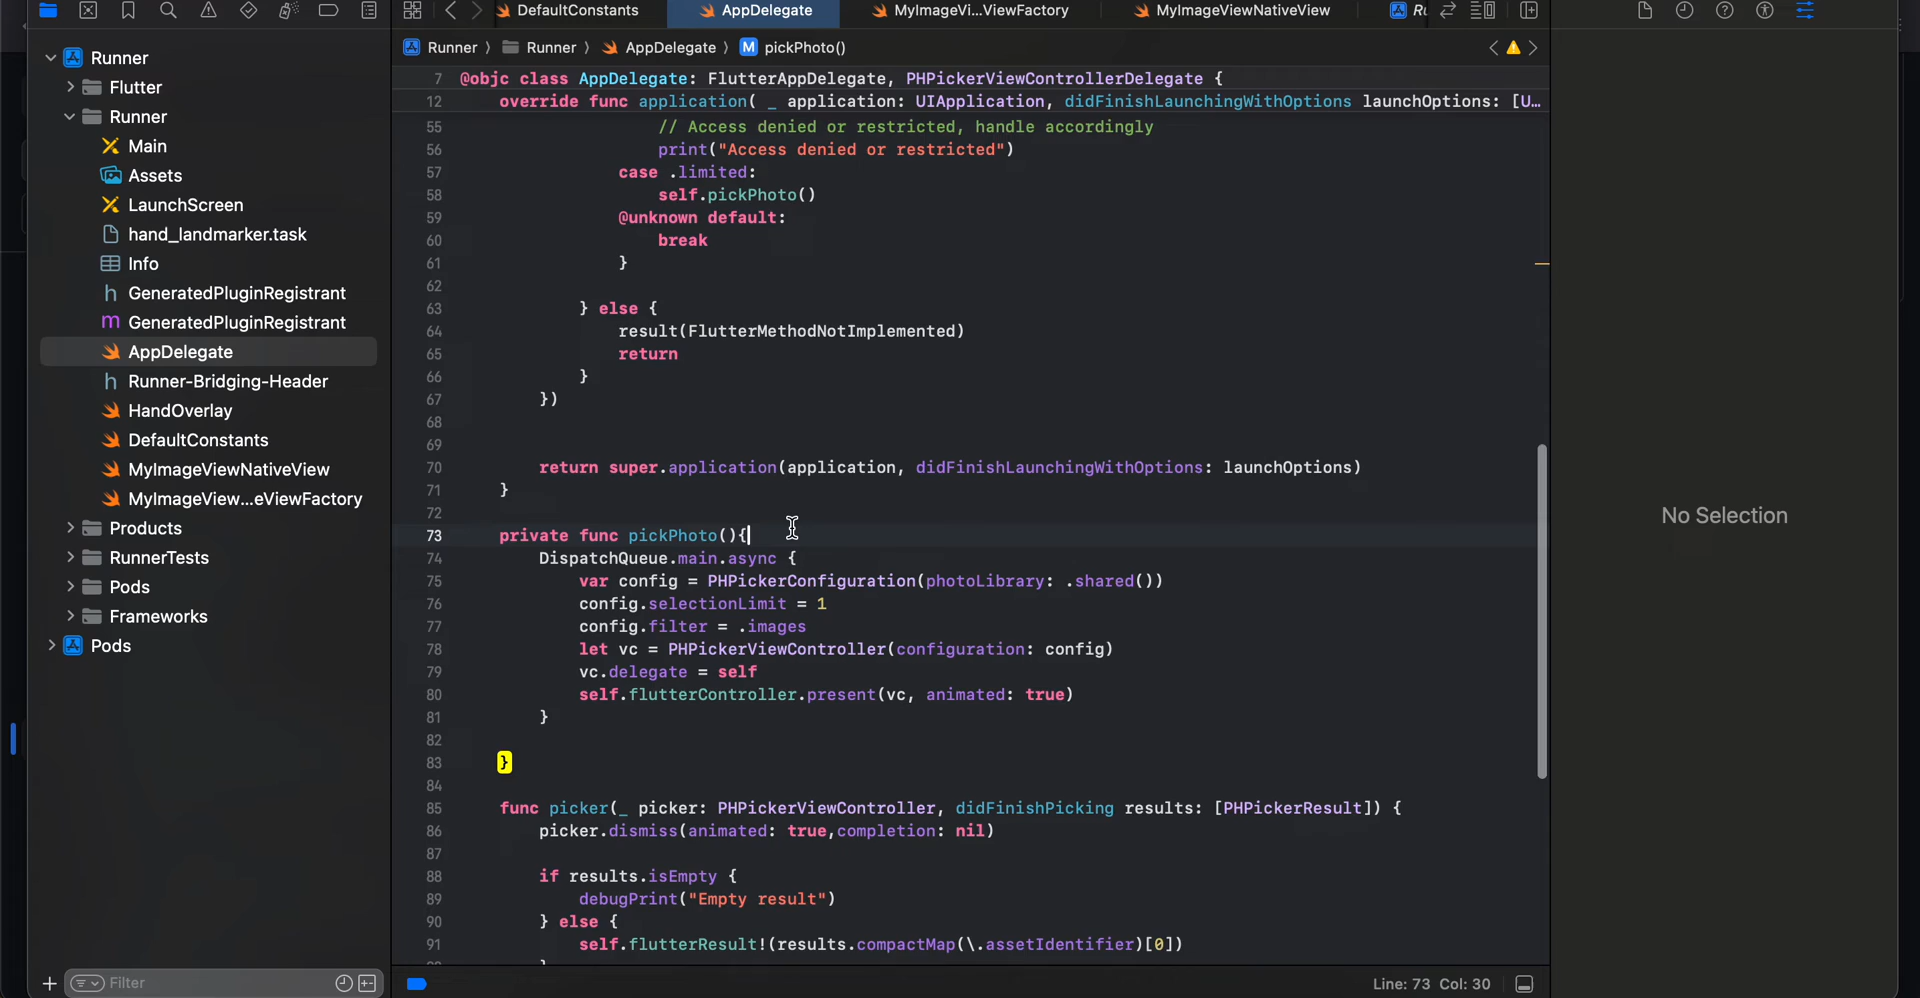 DefaultConstants
AppDelegate
MyImageVi...ViewFactory
MyImageViewNativeView
Runner
Runner
AppDelegate
M pickPhoto()
Runner
Flutter
Runner
Main
Assets
LaunchScreen
hand_landmarker.task
Info
h GeneratedPluginRegistrant
m GeneratedPluginRegistrant
AppDelegate
h Runner-Bridging-Header
HandOverlay
DefaultConstants
MyImageViewNativeView
MyImageView...eViewFactory
Products
RunnerTests
Pods
Frameworks
Pods
Filter
7 @objc class AppDelegate: FlutterAppDelegate, PHPickerViewControllerDelegate {
12 override func application( _ application: UIApplication, didFinishLaunchingWithOptions launchOptions: [U…
55 // Access denied or restricted, handle accordingly
56 print("Access denied or restricted")
57 case .limited:
58 self.pickPhoto()
59 @unknown default:
60 break
61 }
62
63 } else {
64 result(FlutterMethodNotImplemented)
65 return
66 }
67 })
68
69
70 return super.application(application, didFinishLaunchingWithOptions: launchOptions)
71 }
72
73 private func pickPhoto(){
74 DispatchQueue.main.async {
75 var config = PHPickerConfiguration(photoLibrary: .shared())
76 config.selectionLimit = 1
77 config.filter = .images
78 let vc = PHPickerViewController(configuration: config)
79 vc.delegate = self
80 self.flutterController.present(vc, animated: true)
81 }
82
83 }
84
85 func picker(_ picker: PHPickerViewController, didFinishPicking results: [PHPickerResult]) {
86 picker.dismiss(animated: true,completion: nil)
87
88 if results.isEmpty {
89 debugPrint("Empty result")
90 } else {
91 self.flutterResult!(results.compactMap(\.assetIdentifier)[0])
Line: 73 Col: 30
No Selection